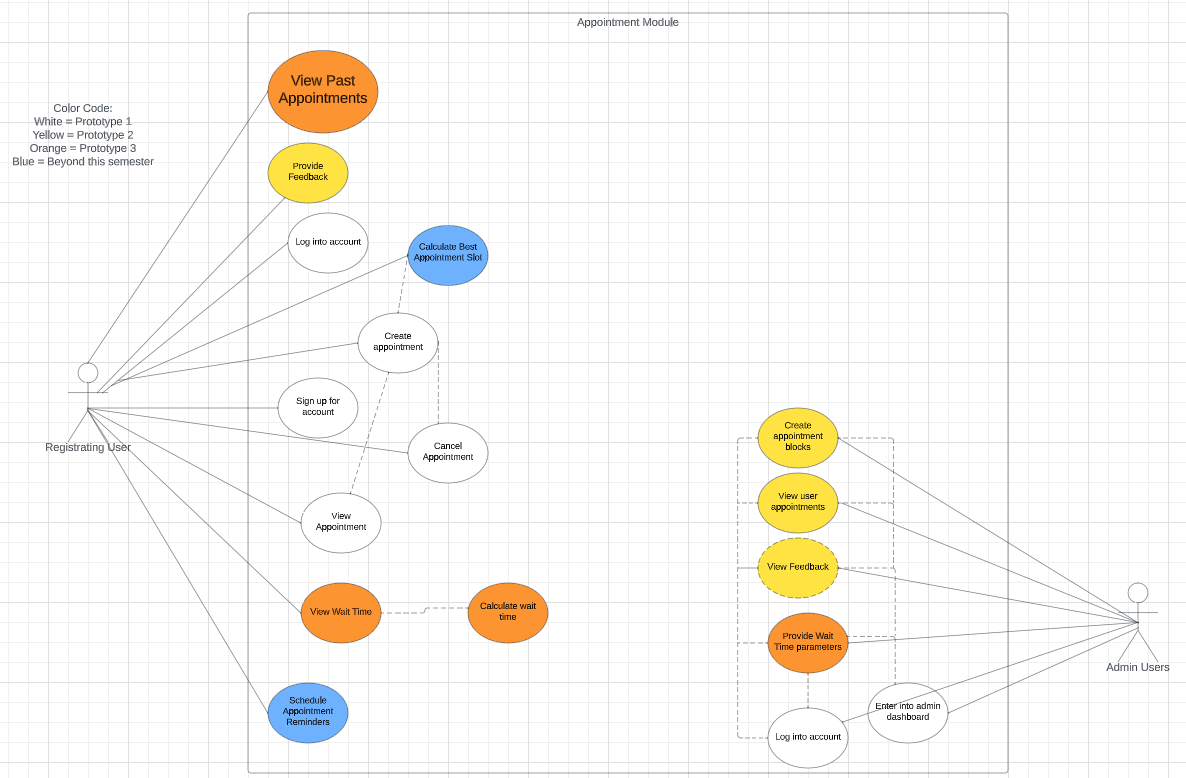 Appointment Module
View Past
Appointments
Color Code:
White = Prototype 1
Yellow = Prototype 2
Orange = Prototype 3
Blue = Beyond this semester
Provide
Feedback
Log into account
Calculate Best
Appointment Slot
Create
appointment
Sign up for
account
Registrating User
Cancel
Appointment
View
Appointment
View Wait Time
Calculate wait
time
Schedule
Appointment
Reminders
Create
appointment
blocks
View user
appointments
View Feedback
Provide Wait
Time parameters
Admin Users
Enter into admin
dashboard
Log into account